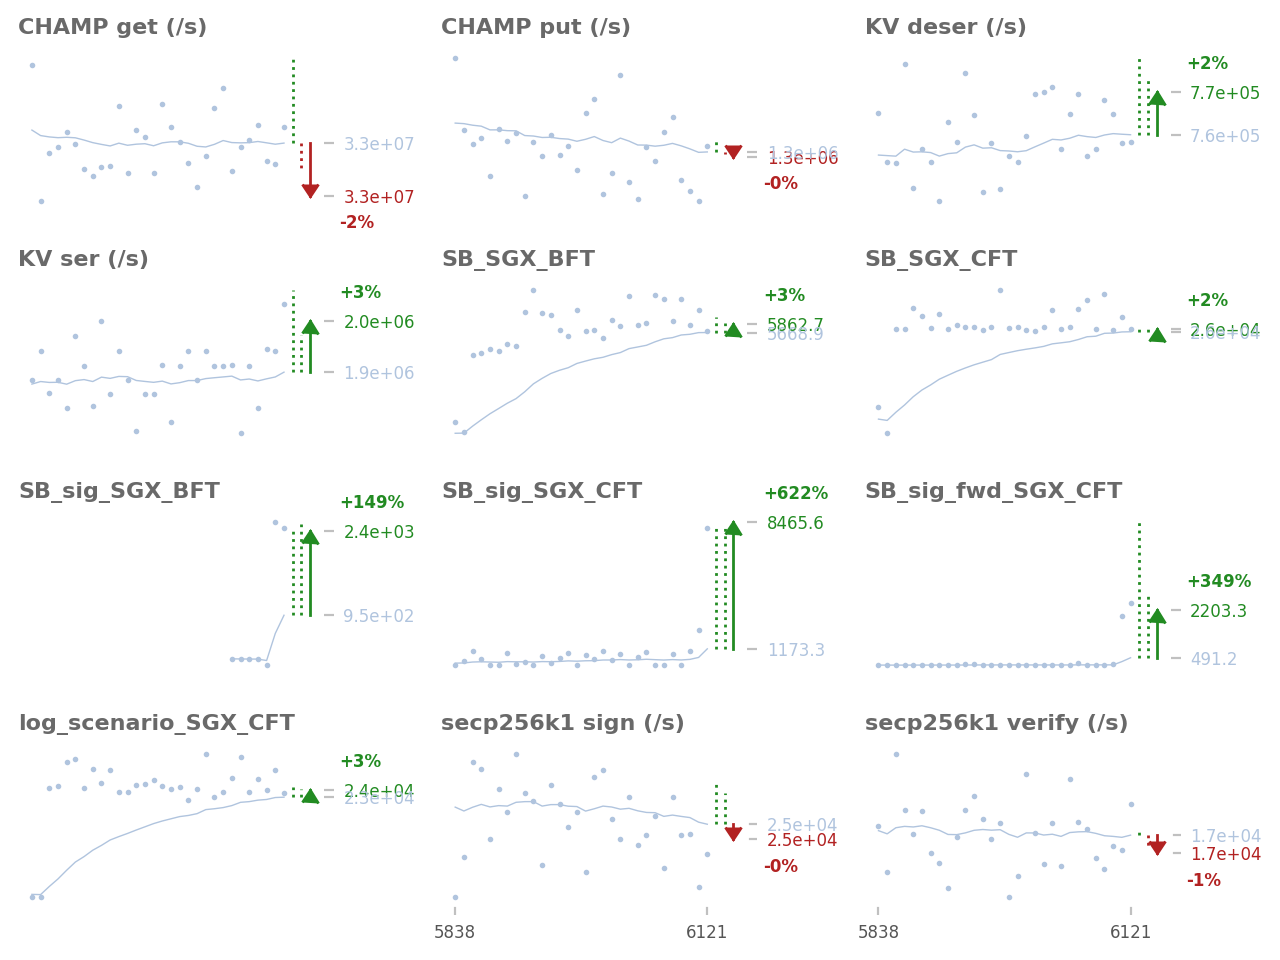 CHAMP get (/s)
3.3e+07
3.3e+07
-2%
CHAMP put (/s)
1.3e+06
1.3e+06
-0%
KV deser (/s)
+2%
7.7e+05
7.6e+05
KV ser (/s)
+3%
2.0e+06
1.9e+06
SB_SGX_BFT
+3%
5862.7
5668.9
SB_SGX_CFT
+2%
2.6e+04
2.6e+04
SB_sig_SGX_BFT
+149%
2.4e+03
9.5e+02
SB_sig_SGX_CFT
+622%
8465.6
1173.3
SB_sig_fwd_SGX_CFT
+349%
2203.3
491.2
log_scenario_SGX_CFT
+3%
2.4e+04
2.3e+04
secp256k1 sign (/s)
2.5e+04
2.5e+04
-0%
5838
6121
secp256k1 verify (/s)
1.7e+04
1.7e+04
-1%
5838
6121